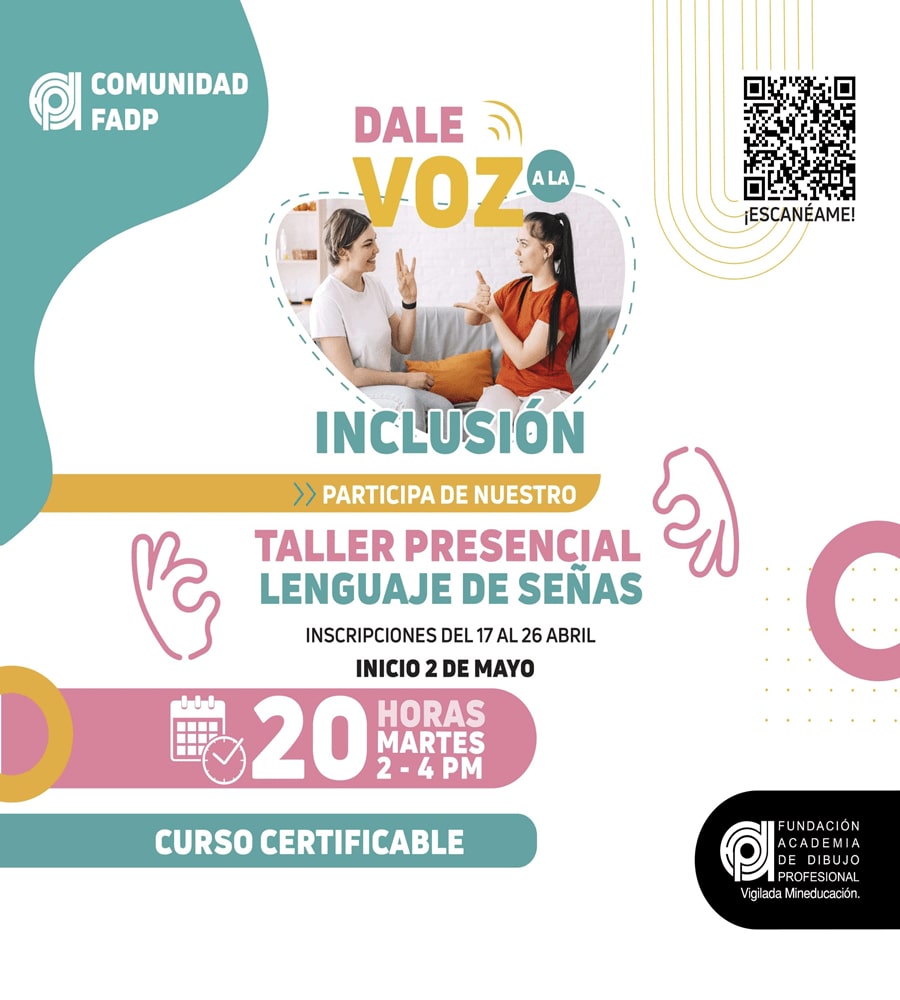 COMUNIDAD
FADP
DALE
VOZ
A LA
INCLUSIÓN
¡ESCANÉAME!
>> PARTICIPA DE NUESTRO
TALLER PRESENCIAL
LENGUAJE DE SEÑAS
INSCRIPCIONES DEL 17 AL 26 ABRIL
INICIO 2 DE MAYO
20
HORAS
MARTES
2 - 4 PM
CURSO CERTIFICABLE
FUNDACIÓN
ACADEMIA
DE DIBUJO
PROFESIONAL
Vigilada Mineducación.